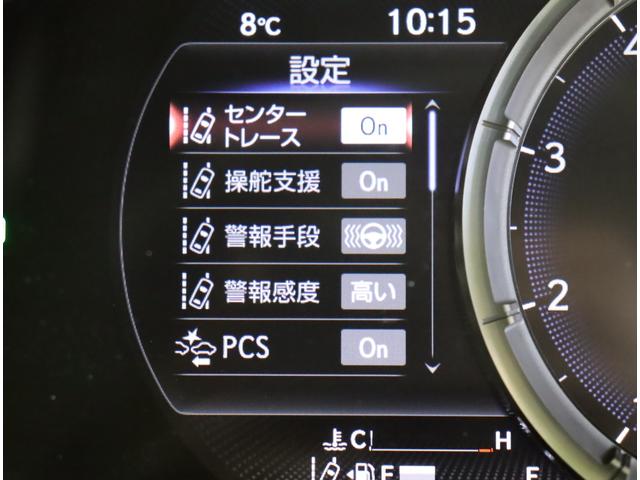 8℃ 10:15
設定
センター
トレース On
操舵支援 On
警報手段
警報感度 高い
PCS On
3
2
C H
F